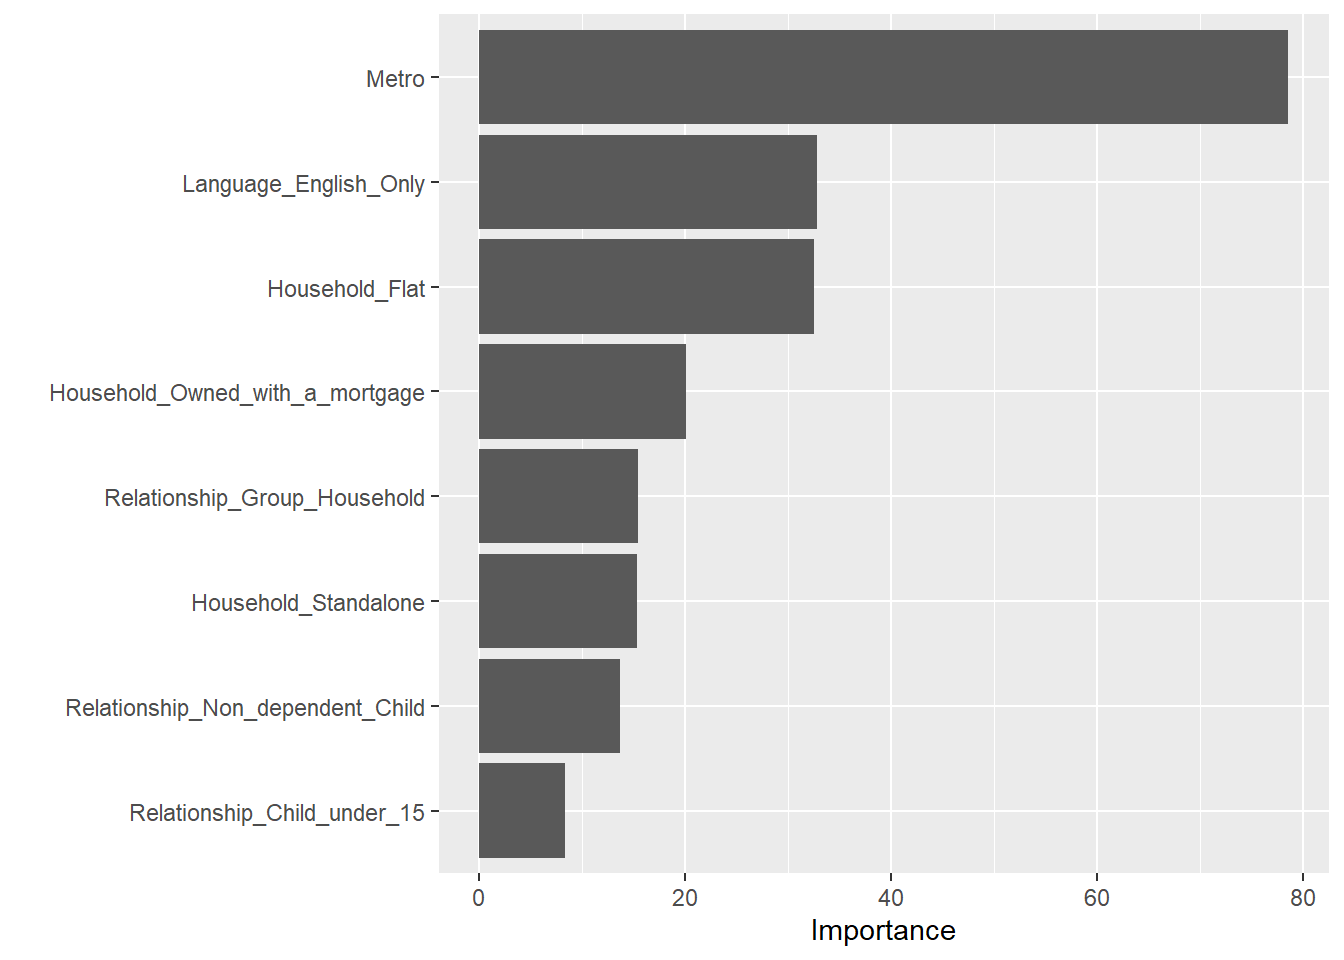 Metro
Language_English_Only
Household_Flat
Household_Owned_with_a_mortgage
Relationship_Group_Household
Household_Standalone
Relationship_Non_dependent_Child
Relationship_Child_under_15
0 20 40 60 80
Importance